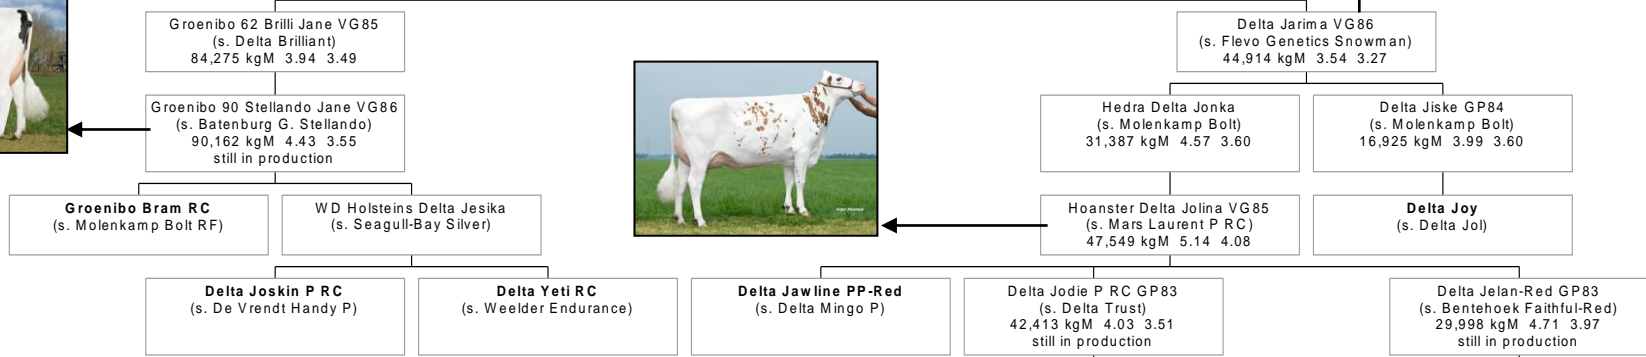 Groenibo 62 Brilli Jane VG85
(s. Delta Brilliant)
84,275 kgM 3.94 3.49
Delta Jarima VG86
(s. Flevo Genetics Snowman)
44,914 kgM 3.54 3.27
Groenibo 90 Stellando Jane VG86
(s. Batenburg G. Stellando)
90,162 kgM 4.43 3.55
still in production
Hedra Delta Jonka
(s. Molenkamp Bolt)
31,387 kgM 4.57 3.60
Delta Jiske GP84
(s. Molenkamp Bolt)
16,925 kgM 3.99 3.60
Groenibo Bram RC
(s. Molenkamp Bolt RF)
WD Holsteins Delta Jesika
(s. Seagull-Bay Silver)
Hoanster Delta Jolina VG85
(s. Mars Laurent P RC)
47,549 kgM 5.14 4.08
Delta Joy
(s. Delta Jol)
Delta Joskin P RC
(s. De Vrendt Handy P)
Delta Yeti RC
(s. Weelder Endurance)
Delta Jawline PP-Red
(s. Delta Mingo P)
Delta Jodie P RC GP83
(s. Delta Trust)
42,413 kgM 4.03 3.51
still in production
Delta Jelan-Red GP83
(s. Bentehoek Faithful-Red)
29,998 kgM 4.71 3.97
still in production